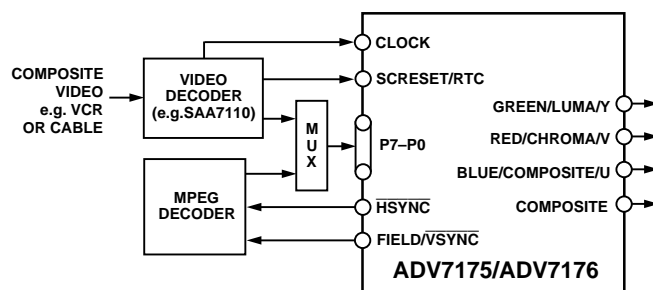 COMPOSITE
VIDEO
e.g. VCR
OR CABLE
VIDEO
DECODER
(e.g.SAA7110)
MPEG
DECODER
M
U
X
CLOCK
SCRESET/RTC
P7–P0
HSYNC
FIELD/VSYNC
GREEN/LUMA/Y
RED/CHROMA/V
BLUE/COMPOSITE/U
COMPOSITE
ADV7175/ADV7176